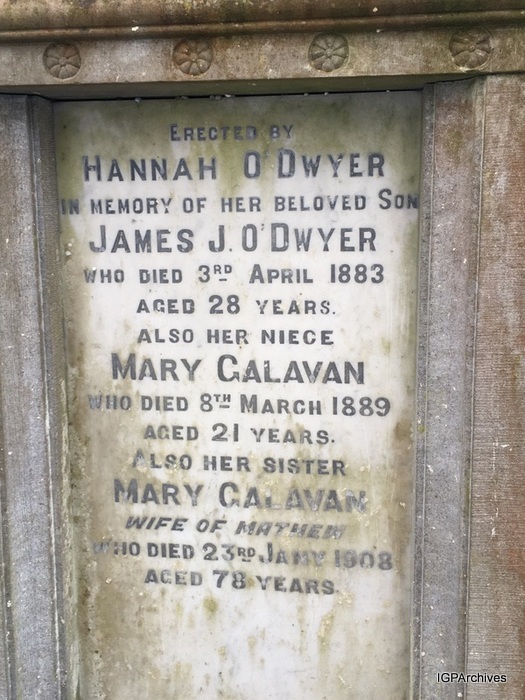 ERECTED BY
HANNAH O'DWYER
IN MEMORY OF HER BELOVED SON
JAMES J. O'DWYER
WHO DIED 3RD APRIL 1883
AGED 28 YEARS.
ALSO HER NIECE
MARY GALAVAN
WHO DIED 8TH MARCH 1889
AGED 21 YEARS.
ALSO HER SISTER
MARY GALAVAN
WIFE OF MATHEW
WHO DIED 23RD JANY 1908
AGED 78 YEARS
IGPArchives